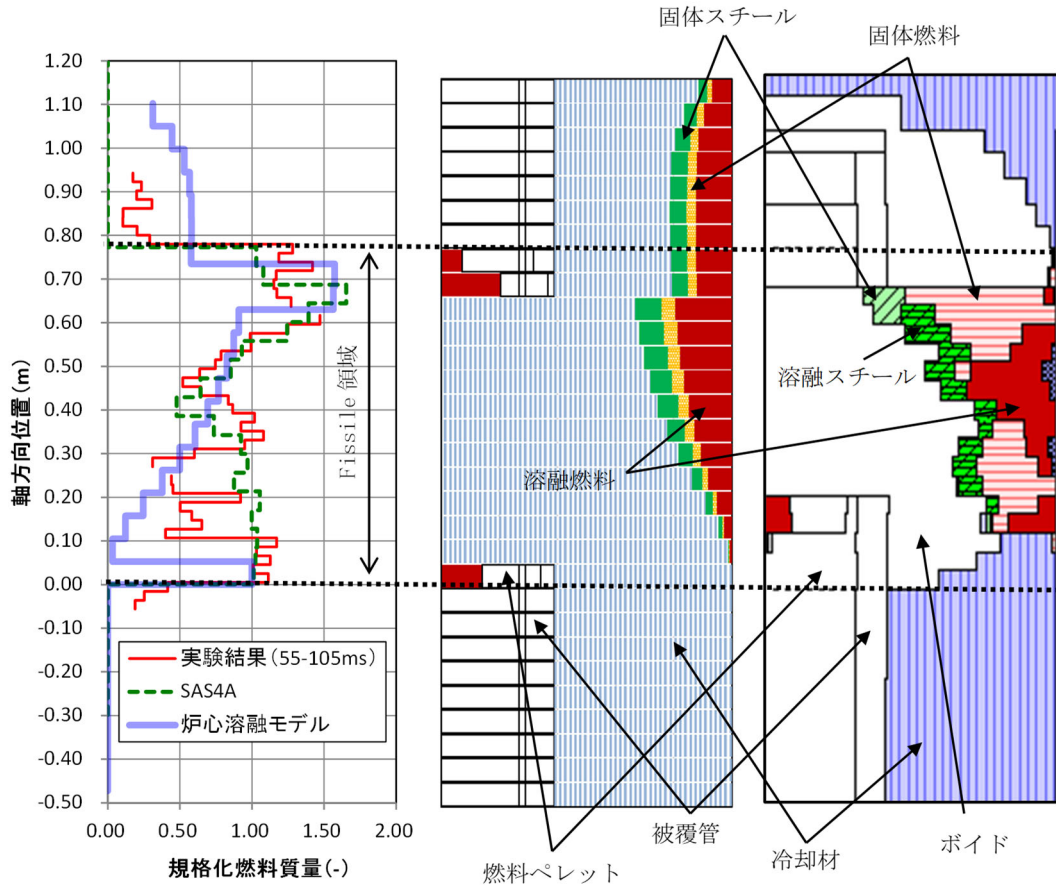 固体スチール
固体燃料
1.20
1.10
1.00
0.90
0.80
0.70
0.60
0.50
0.40
0.30
0.20
0.10
0.00
-0.10
-0.20
-0.30
-0.40
-0.50
軸方向位置(m)
Fissile 領域
溶融スチール
溶融燃料
実験結果(55-105ms)
SAS4A
炉心溶融モデル
0.00 0.50 1.00 1.50 2.00
規格化燃料質量(-)
燃料ペレット
被覆管
冷却材
ボイド